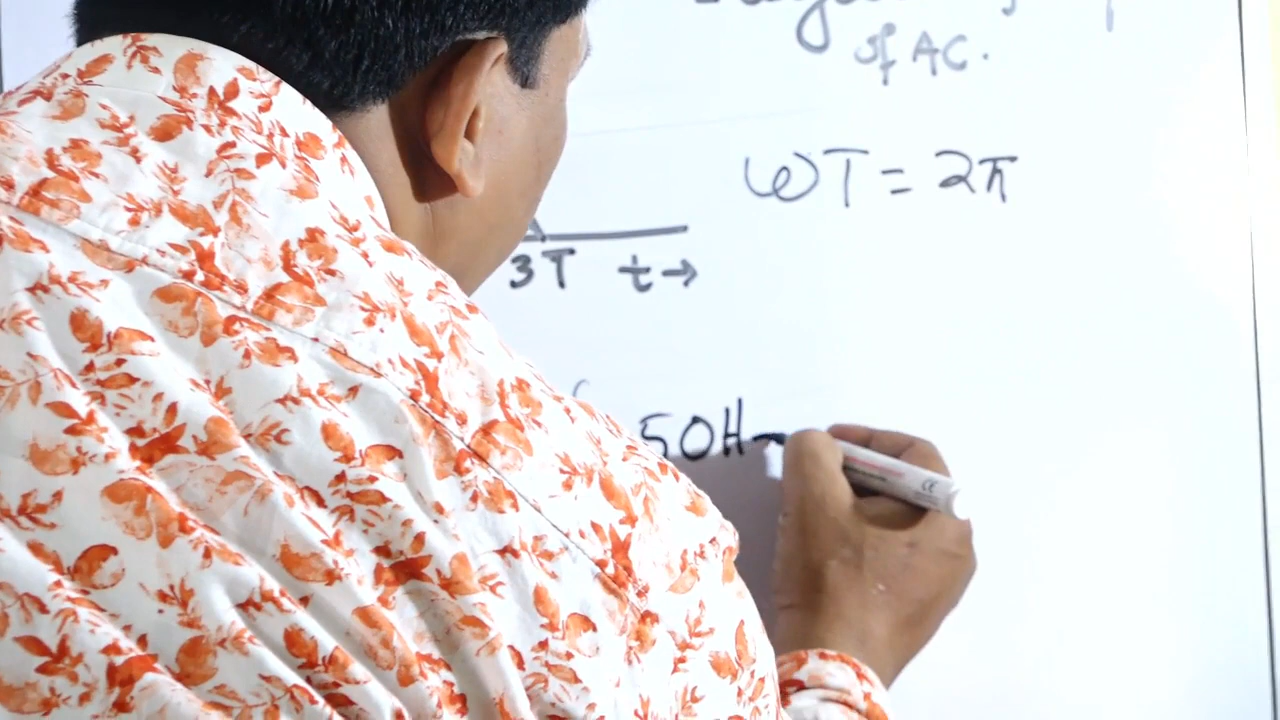 of AC.
ωT = 2π
3T t→
50H